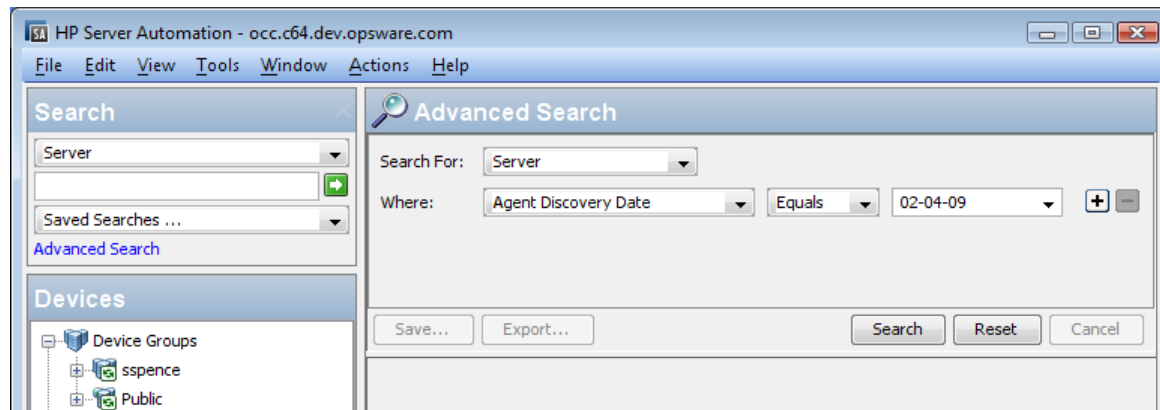 SA HP Server Automation - occ.c64.dev.opsware.com
File Edit View Tools Window Actions Help
Search
Server
Saved Searches ...
Advanced Search
Devices
Device Groups
sspence
Public
Advanced Search
Search For: Server
Where: Agent Discovery Date Equals 02-04-09
Save... Export... Search Reset Cancel